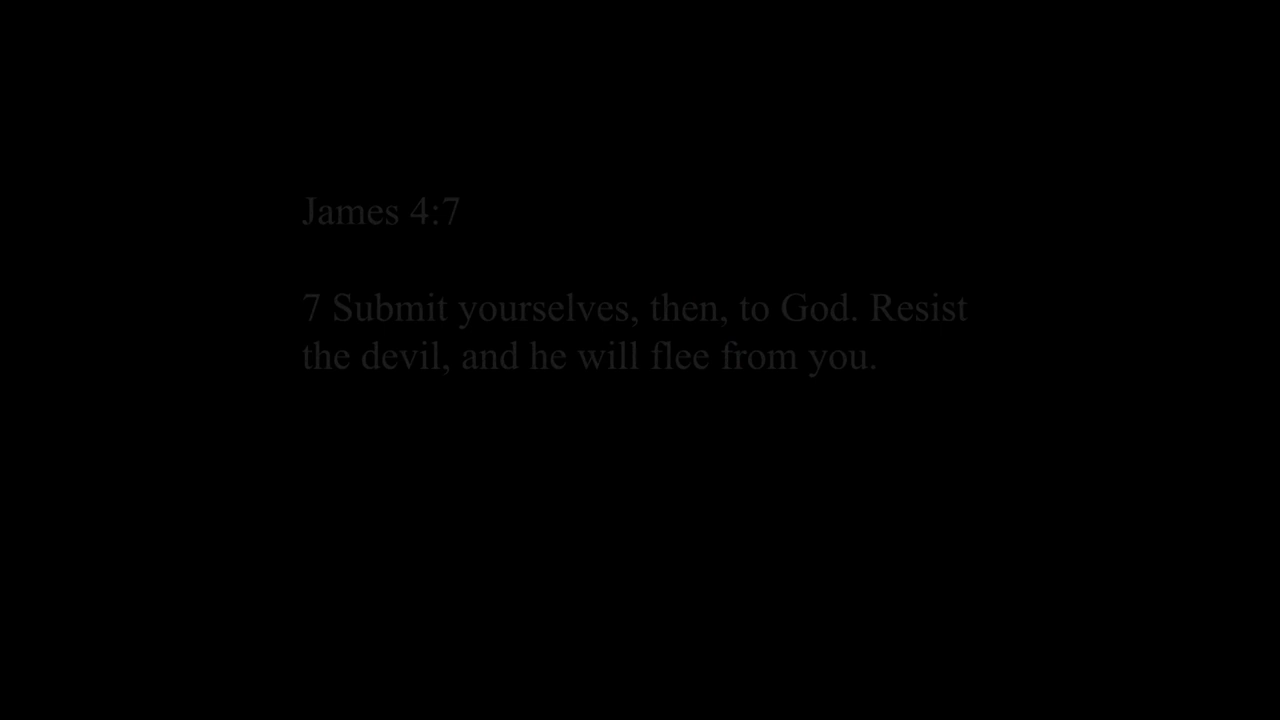 James 4:7
7 Submit yourselves, then, to God. Resist
the devil, and he will flee from you.